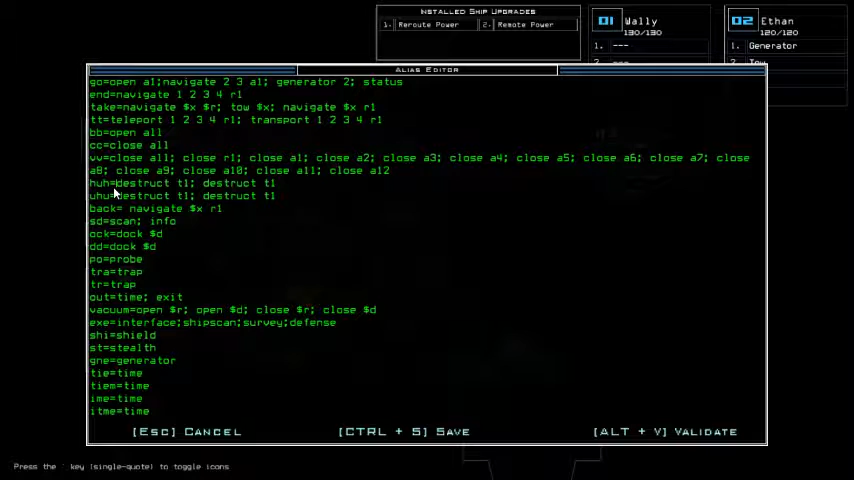 Installed Ship Upgrades
1. Reroute Power 2. Remote Power
01 Wally
130/130
1. ---
02 Ethan
120/120
1. Generator
2. Tow
Alias Editor
go=open a1;navigate 2 3 a1; generator 2; status
end=navigate 1 2 3 4 r1
take=navigate $x $r; tow $x; navigate $x r1
tt=teleport 1 2 3 4 r1; transport 1 2 3 4 r1
bb=open all
cc=close all
vv=close all; close r1; close a1; close a2; close a3; close a4; close a5; close a6; close a7; close
a8; close a9; close a10; close a11; close a12
huh=destruct t1; destruct t1
uhu=destruct t1; destruct t1
back= navigate $x r1
sd=scan; info
ock=dock $d
dd=dock $d
po=probe
tra=trap
tr=trap
out=time; exit
vacuum=open $r; open $d; close $r; close $d
exe=interface;shipscan;survey;defense
shi=shield
st=stealth
gne=generator
tie=time
tiem=time
ime=time
itme=time
[Esc] Cancel [CTRL + S] Save [ALT + V] Validate
Press the ` key (single-quote) to toggle icons